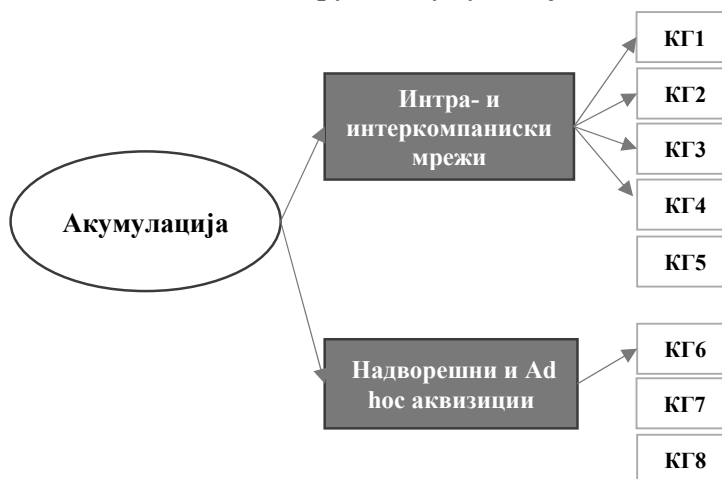 КГ1
Интра- и
интеркомпаниски
мрежи
КГ2
КГ3
КГ4
Акумулација
КГ5
Надворешни и Ad
hoc аквизиции
КГ6
КГ7
КГ8